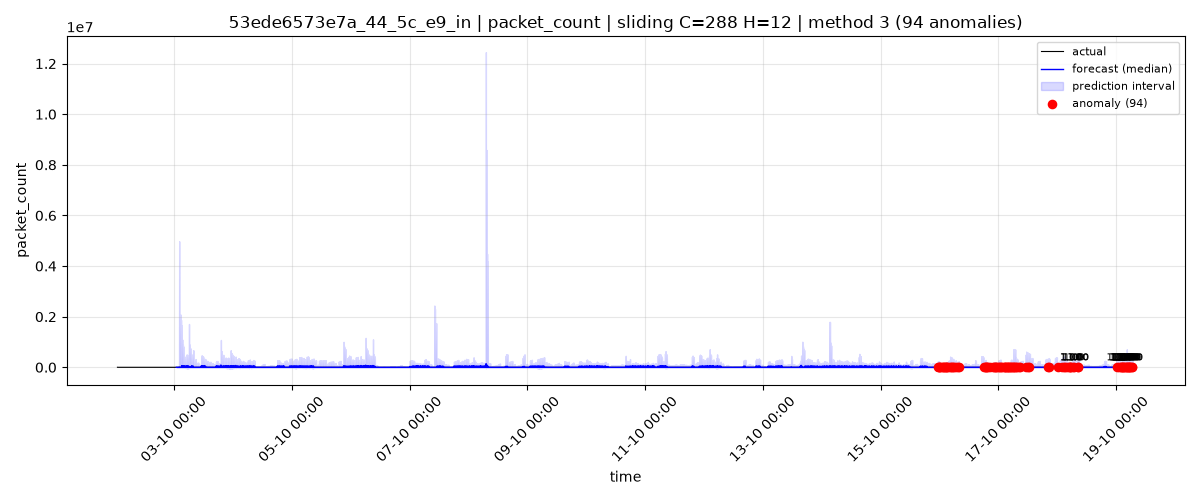 53ede6573e7a_44_5c_e9_in | packet_count | sliding C=288 H=12 | method 3 (94 anomalies)
1e7
actual
forecast (median)
prediction interval
anomaly (94)
packet_count
1.2
1.0
0.8
0.6
0.4
0.2
0.0
03-10 00:00
05-10 00:00
07-10 00:00
09-10 00:00
11-10 00:00
13-10 00:00
15-10 00:00
17-10 00:00
19-10 00:00
time